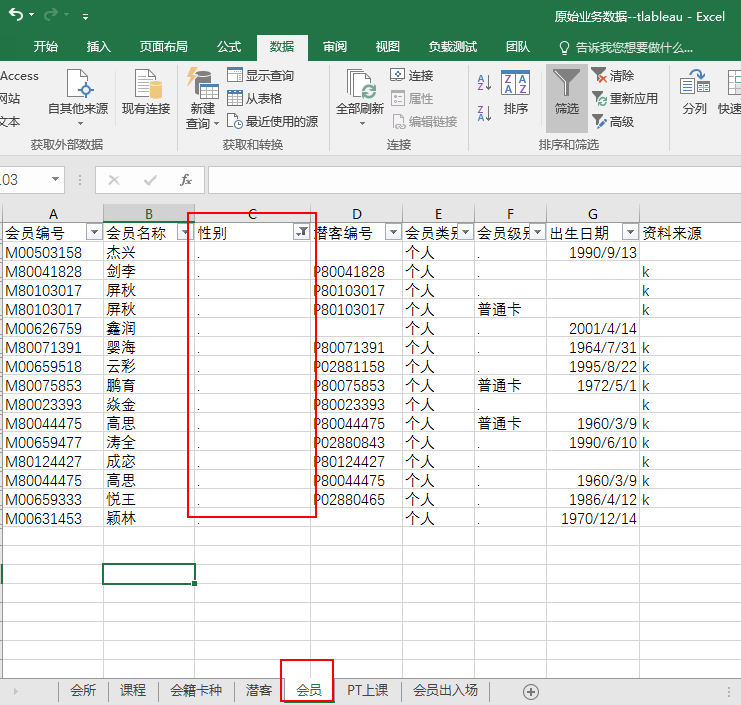 原始业务数据--tlableau - Excel
开始 插入 页面布局 公式 数据 审阅 视图 负载测试 团队 告诉我您想要做什么...
Access
网站
文本
自其他来源
现有连接
获取外部数据
新建
查询
显示查询
从表格
最近使用的源
获取和转换
全部刷新
连接
属性
编辑链接
连接
排序
筛选
清除
重新应用
高级
排序和筛选
分列
快速
03
fx
A B C D E F G
会员编号 会员名称 性别 潜客编号 会员类别 会员级别 出生日期 资料来源
M00503158 杰兴 . 个人 . 1990/9/13
M80041828 剑李 . P80041828 个人 . k
M80103017 屏秋 . P80103017 个人 . k
M80103017 屏秋 . P80103017 个人 普通卡 k
M00626759 鑫润 . 个人 . 2001/4/14
M80071391 婴海 . P80071391 个人 . 1964/7/31 k
M00659518 云彩 . P02881158 个人 . 1995/8/22 k
M80075853 鹏育 . P80075853 个人 普通卡 1972/5/1 k
M80023393 焱金 . P80023393 个人 . k
M80044475 高思 . P80044475 个人 普通卡 1960/3/9 k
M00659477 涛全 . P02880843 个人 . 1990/6/10 k
M80124427 成宓 . P80124427 个人 . k
M80044475 高思 . P80044475 个人 . 1960/3/9 k
M00659333 悦王 . P02880465 个人 . 1986/4/12 k
M00631453 颖林 . 个人 . 1970/12/14
会所 课程 会籍卡种 潜客 会员 PT上课 会员出入场